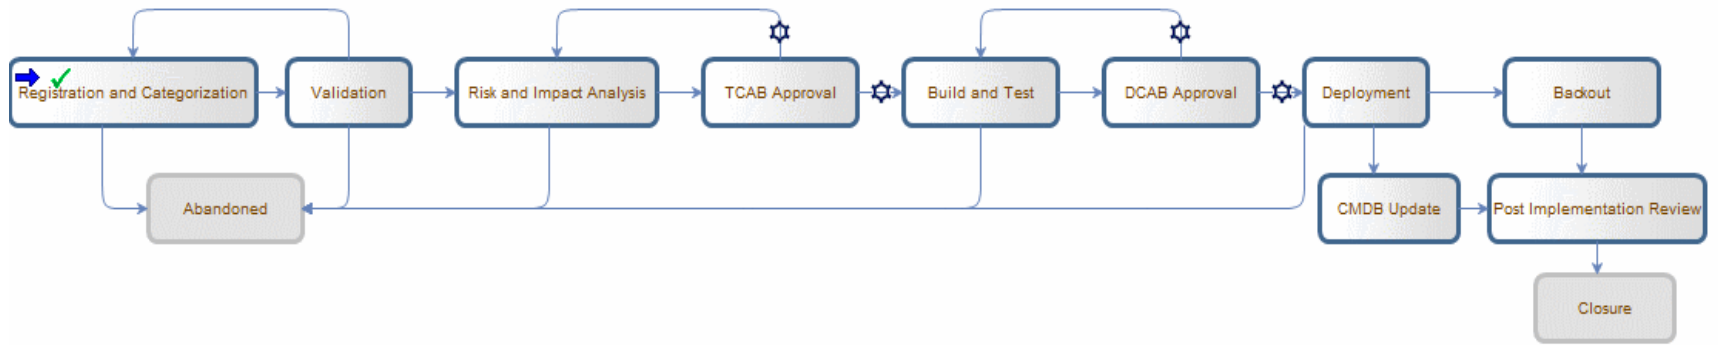 Registration and Categorization
Validation
Risk and Impact Analysis
TCAB Approval
Build and Test
DCAB Approval
Deployment
Backout
Abandoned
CMDB Update
Post Implementation Review
Closure